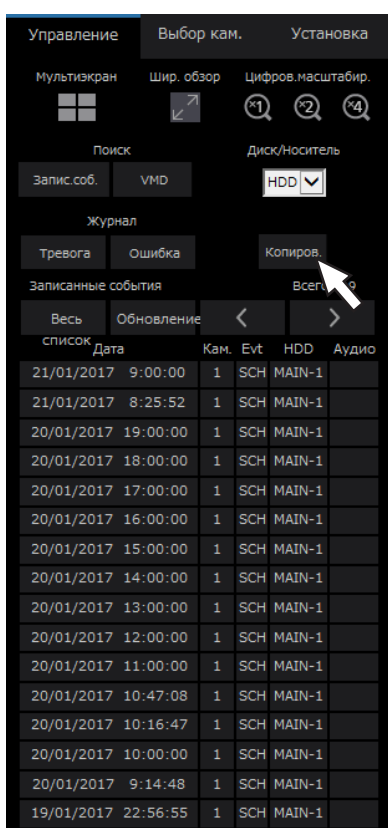 Управление Выбор кам. Установка
Мультиэкран Шир. обзор Цифров.масштабир.
x1 x2 x4
Поиск Диск/Носитель
Запис.соб. VMD HDD
Журнал
Тревога Ошибка Копиров.
Записанные события Всего 9
Весь список Обновление < >
Дата Кам. Evt HDD Аудио
21/01/2017 9:00:00 1 SCH MAIN-1
21/01/2017 8:25:52 1 SCH MAIN-1
20/01/2017 19:00:00 1 SCH MAIN-1
20/01/2017 18:00:00 1 SCH MAIN-1
20/01/2017 17:00:00 1 SCH MAIN-1
20/01/2017 16:00:00 1 SCH MAIN-1
20/01/2017 15:00:00 1 SCH MAIN-1
20/01/2017 14:00:00 1 SCH MAIN-1
20/01/2017 13:00:00 1 SCH MAIN-1
20/01/2017 12:00:00 1 SCH MAIN-1
20/01/2017 11:00:00 1 SCH MAIN-1
20/01/2017 10:47:08 1 SCH MAIN-1
20/01/2017 10:16:47 1 SCH MAIN-1
20/01/2017 10:00:00 1 SCH MAIN-1
20/01/2017 9:14:48 1 SCH MAIN-1
19/01/2017 22:56:55 1 SCH MAIN-1